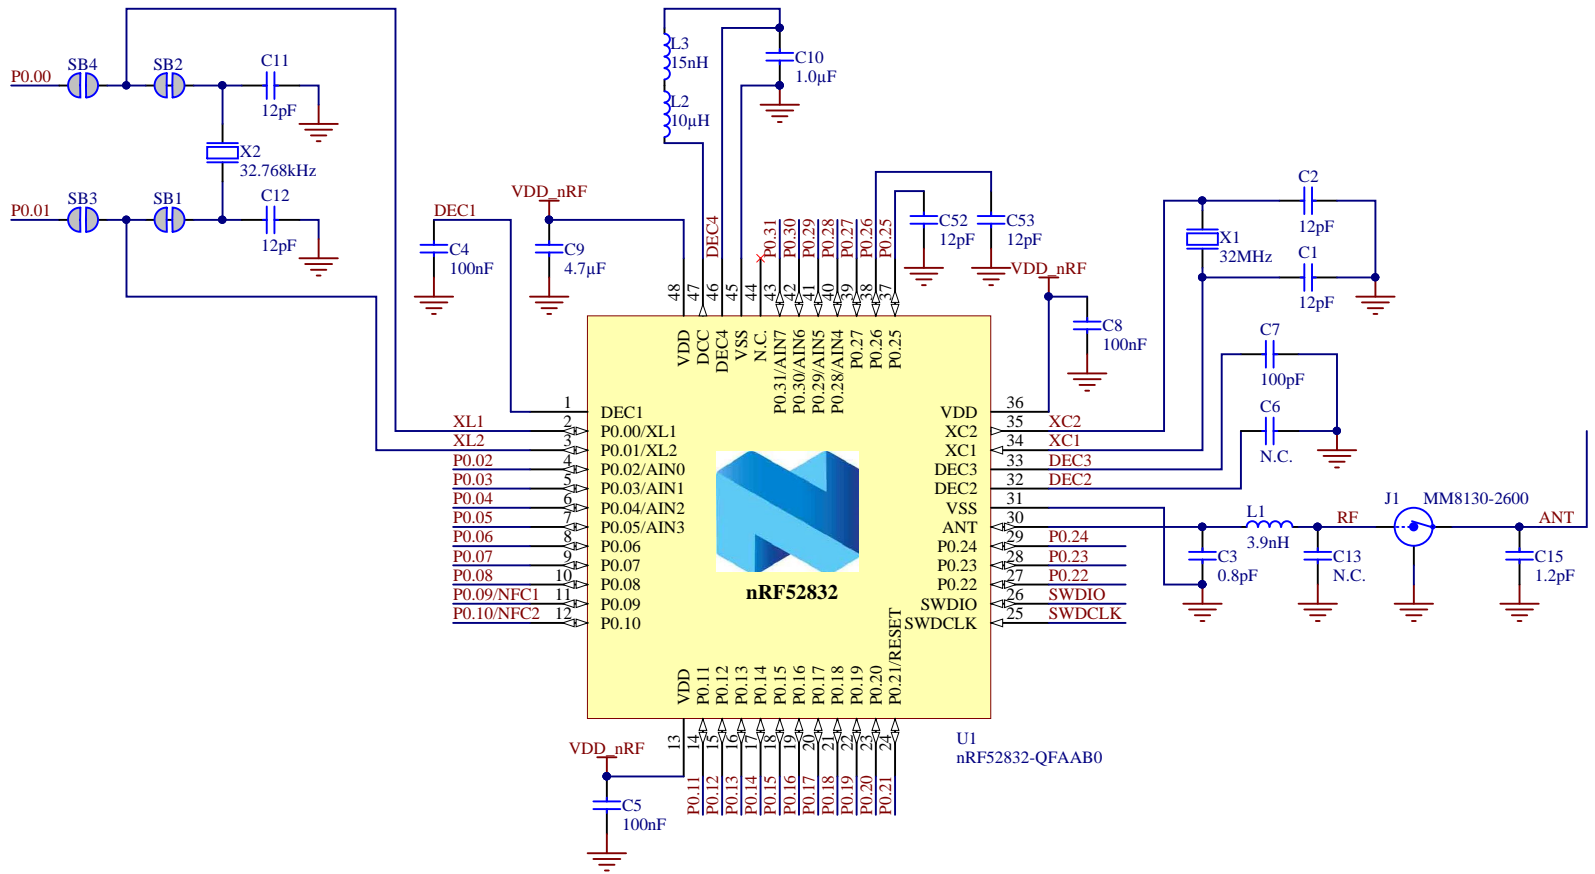 P0.00
SB4
SB2
C11
12pF
X2
32.768kHz
P0.01
SB3
SB1
C12
12pF
L3
15nH
L2
10µH
C10
1.0µF
DEC1
C4
100nF
VDD_nRF
C9
4.7µF
DEC4
P0.31
P0.30
P0.29
P0.28
P0.27
P0.26
P0.25
C52
12pF
C53
12pF
VDD_nRF
C8
100nF
C2
12pF
X1
32MHz
C1
12pF
C7
100pF
C6
N.C.
48
47
46
45
44
43
42
41
40
39
38
37
VDD
DCC
DEC4
VSS
N.C.
P0.31/AIN7
P0.30/AIN6
P0.29/AIN5
P0.28/AIN4
P0.27
P0.26
P0.25
1 DEC1
XL1 2 P0.00/XL1
XL2 3 P0.01/XL2
P0.02 4 P0.02/AIN0
P0.03 5 P0.03/AIN1
P0.04 6 P0.04/AIN2
P0.05 7 P0.05/AIN3
P0.06 8 P0.06
P0.07 9 P0.07
P0.08 10 P0.08
P0.09/NFC1 11 P0.09
P0.10/NFC2 12 P0.10
nRF52832
VDD 36
XC2 35 XC2
XC1 34 XC1
DEC3 33 DEC3
DEC2 32 DEC2
VSS 31
ANT 30
P0.24 29 P0.24
P0.23 28 P0.23
P0.22 27 P0.22
SWDIO 26 SWDIO
SWDCLK 25 SWDCLK
L1
3.9nH
RF
J1
MM8130-2600
ANT
C3
0.8pF
C13
N.C.
C15
1.2pF
VDD
P0.11
P0.12
P0.13
P0.14
P0.15
P0.16
P0.17
P0.18
P0.19
P0.20
P0.21/RESET
13
14
15
16
17
18
19
20
21
22
23
24
P0.11
P0.12
P0.13
P0.14
P0.15
P0.16
P0.17
P0.18
P0.19
P0.20
P0.21
VDD_nRF
C5
100nF
U1
nRF52832-QFAAB0